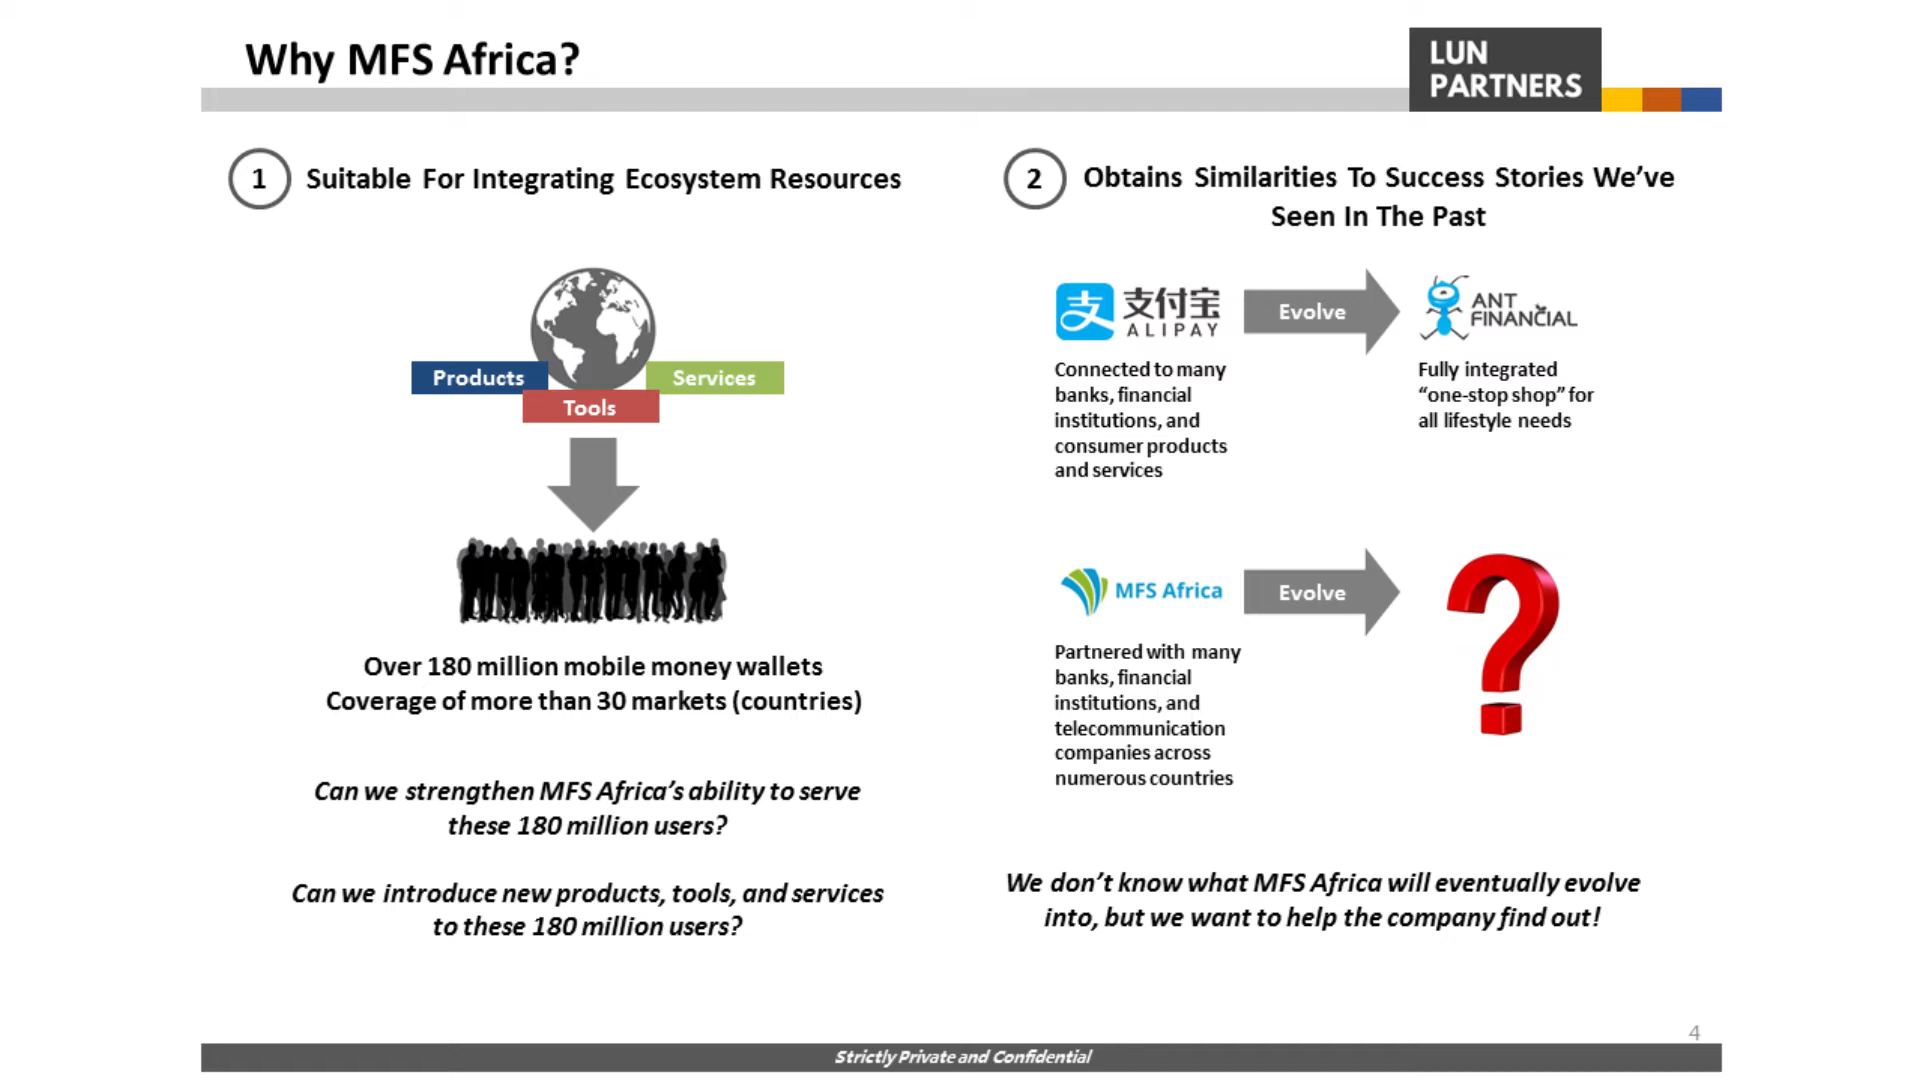 Why MFS Africa?
LUN
PARTNERS
1
Suitable For Integrating Ecosystem Resources
Products
Services
Tools
Over 180 million mobile money wallets
Coverage of more than 30 markets (countries)
Can we strengthen MFS Africa's ability to serve
these 180 million users?
Can we introduce new products, tools, and services
to these 180 million users?
2
Obtains Similarities To Success Stories We've
Seen In The Past
支
支付宝
ALIPAY
Evolve
ANT
FINANCIAL
Connected to many
banks, financial
institutions, and
consumer products
and services
Fully integrated
“one-stop shop” for
all lifestyle needs
MFS Africa
Evolve
?
Partnered with many
banks, financial
institutions, and
telecommunication
companies across
numerous countries
We don't know what MFS Africa will eventually evolve
into, but we want to help the company find out!
4
Strictly Private and Confidential